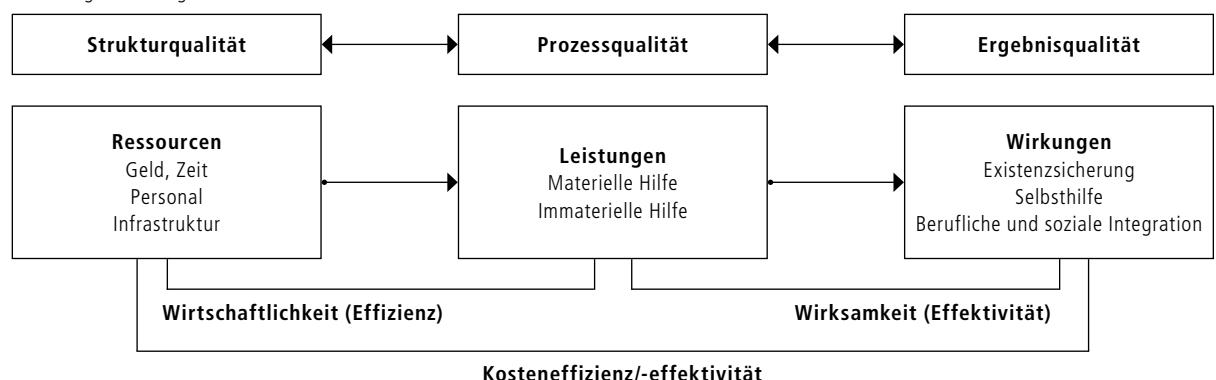 Strukturqualität
Prozessqualität
Ergebnisqualität
Ressourcen
Geld, Zeit
Personal
Infrastruktur
Leistungen
Materielle Hilfe
Immaterielle Hilfe
Wirkungen
Existenzsicherung
Selbsthilfe
Berufliche und soziale Integration
Wirtschaftlichkeit (Effizienz)
Wirksamkeit (Effektivität)
Kosteneffizienz/-effektivität